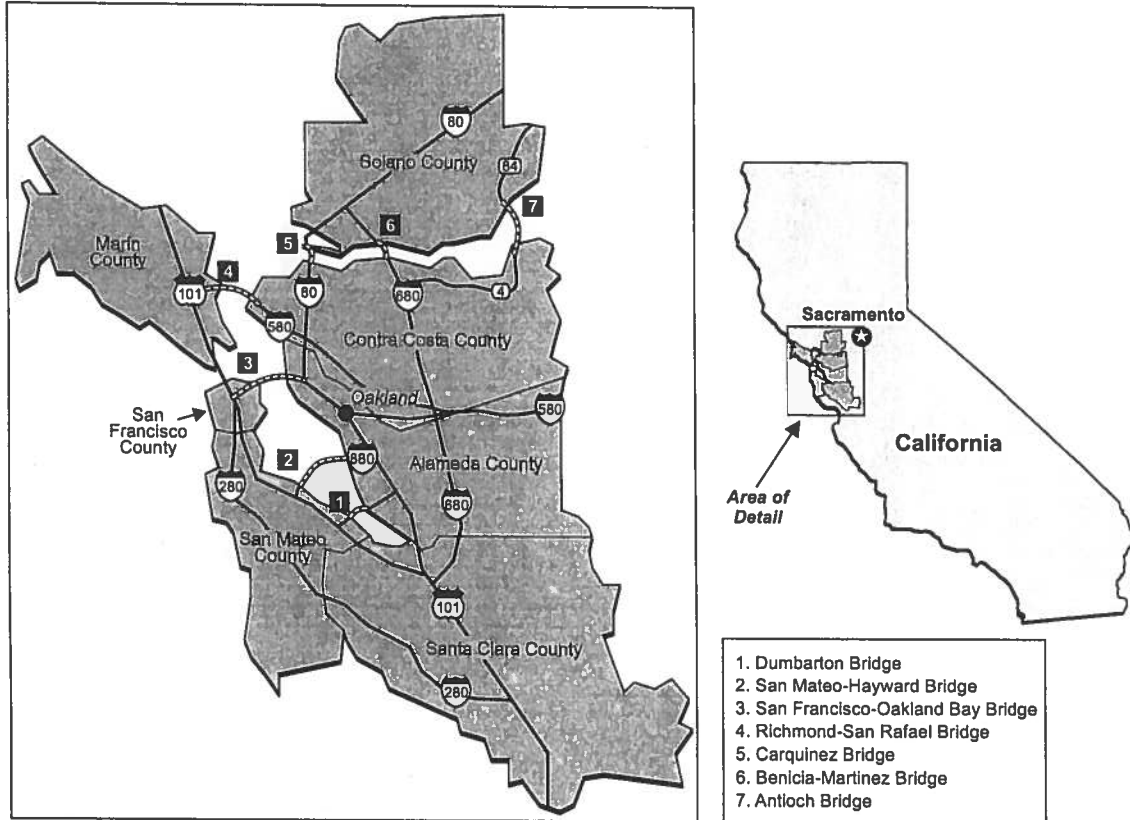 80
Solano County
84
7
6
5
Marin
County
4
101
80
680
4
580
Contra Costa County
3
Oakland
580
San
Francisco
County
2
880
Alameda County
280
1
680
San Mateo
County
101
Santa Clara County
280
Sacramento
California
Area of
Detail
1. Dumbarton Bridge
2. San Mateo-Hayward Bridge
3. San Francisco-Oakland Bay Bridge
4. Richmond-San Rafael Bridge
5. Carquinez Bridge
6. Benicia-Martinez Bridge
7. Antioch Bridge